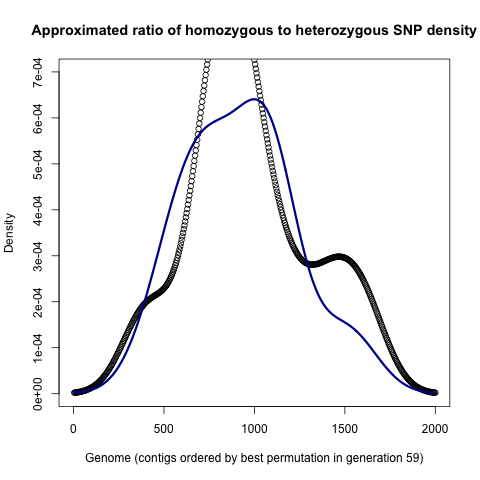 Approximated ratio of homozygous to heterozygous SNP density
7e-04
6e-04
5e-04
4e-04
3e-04
2e-04
1e-04
0e+00
Density
0 500 1000 1500 2000
Genome (contigs ordered by best permutation in generation 59)